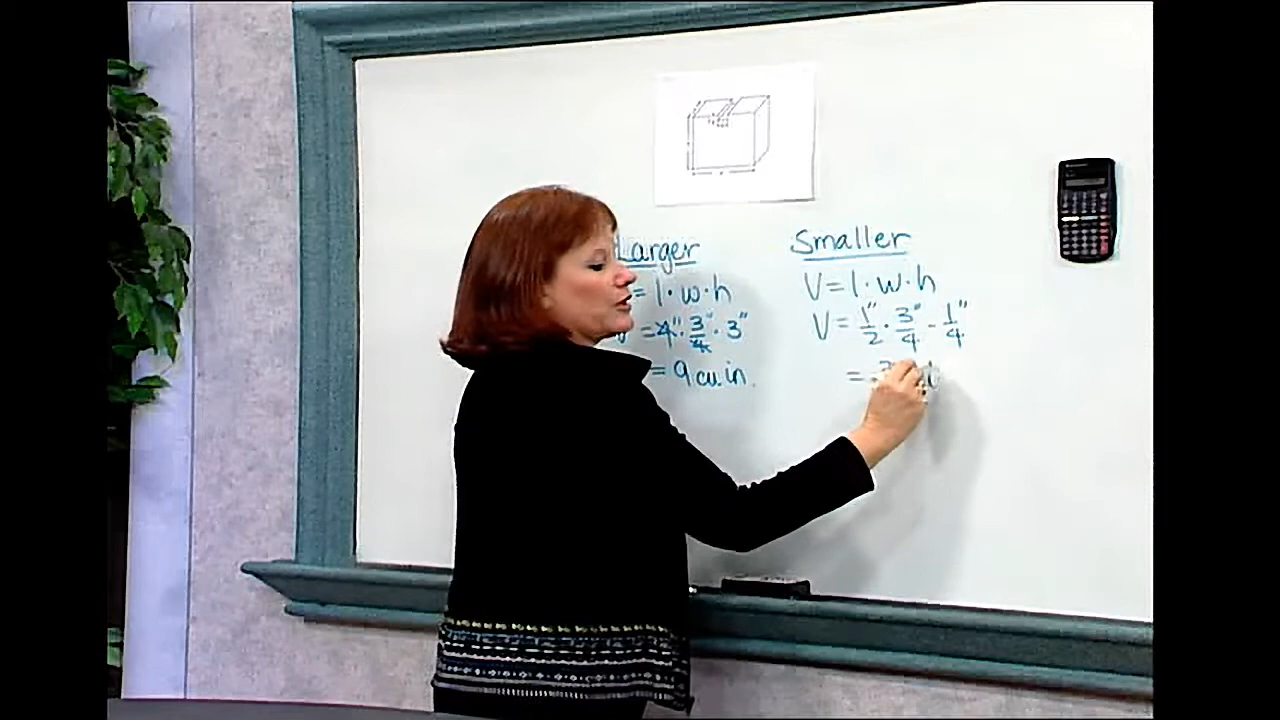 Larger
= l · w · h
= 4" · 3"/4 · 3"
= 9 cu in.
Smaller
V = l · w · h
V = 1"/2 · 3"/4 - 1"/4
=